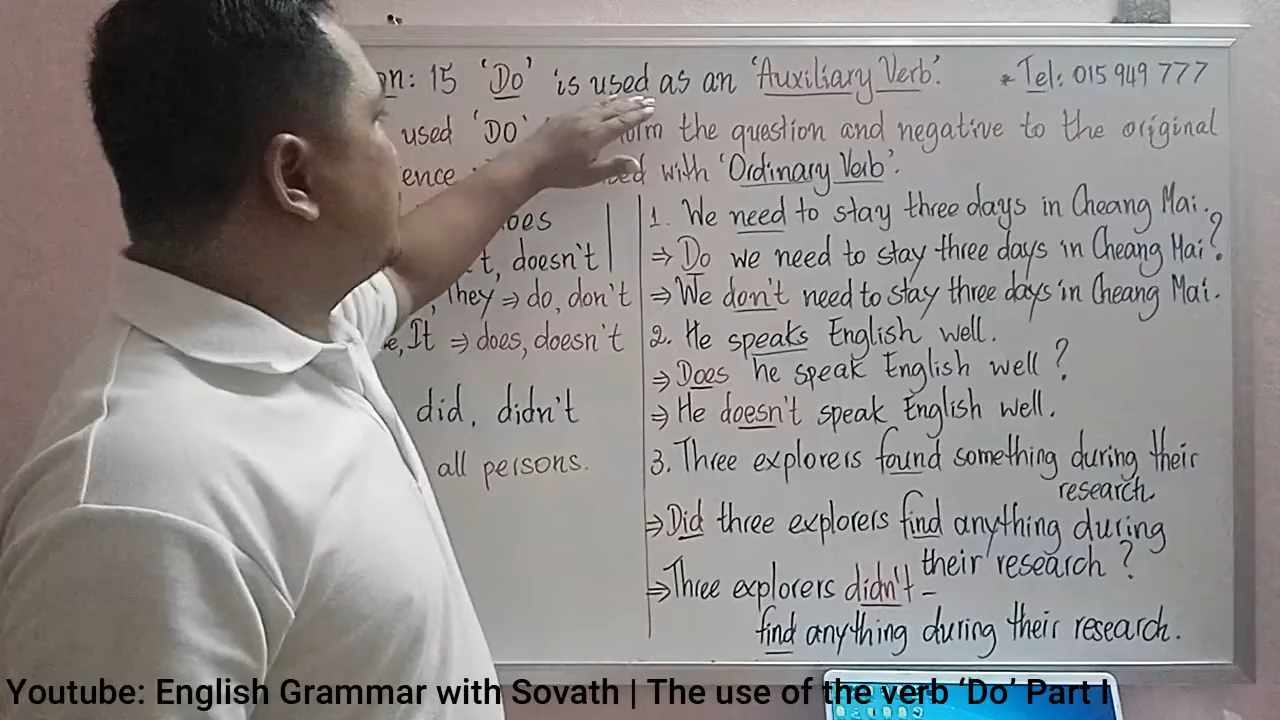 15 'Do' is used as an 'Auxiliary Verb'. * Tel: 015 949 777
used 'DO' the question and negative to the original
with 'Ordinary Verb'.
doesn't
They ⇒ do, don't
It ⇒ does, doesn't
did, didn't
all persons.
1. We need to stay three days in Cheang Mai.
⇒ Do we need to stay three days in Cheang Mai?
⇒ We don't need to stay three days in Cheang Mai.
2. He speaks English well.
⇒ Does he speak English well?
⇒ He doesn't speak English well.
3. Three explorers found something during their
research.
⇒ Did three explorers find anything during
their research?
⇒ Three explorers didn't –
find anything during their research.
Youtube: English Grammar with Sovath | The use of the verb 'Do' Part I